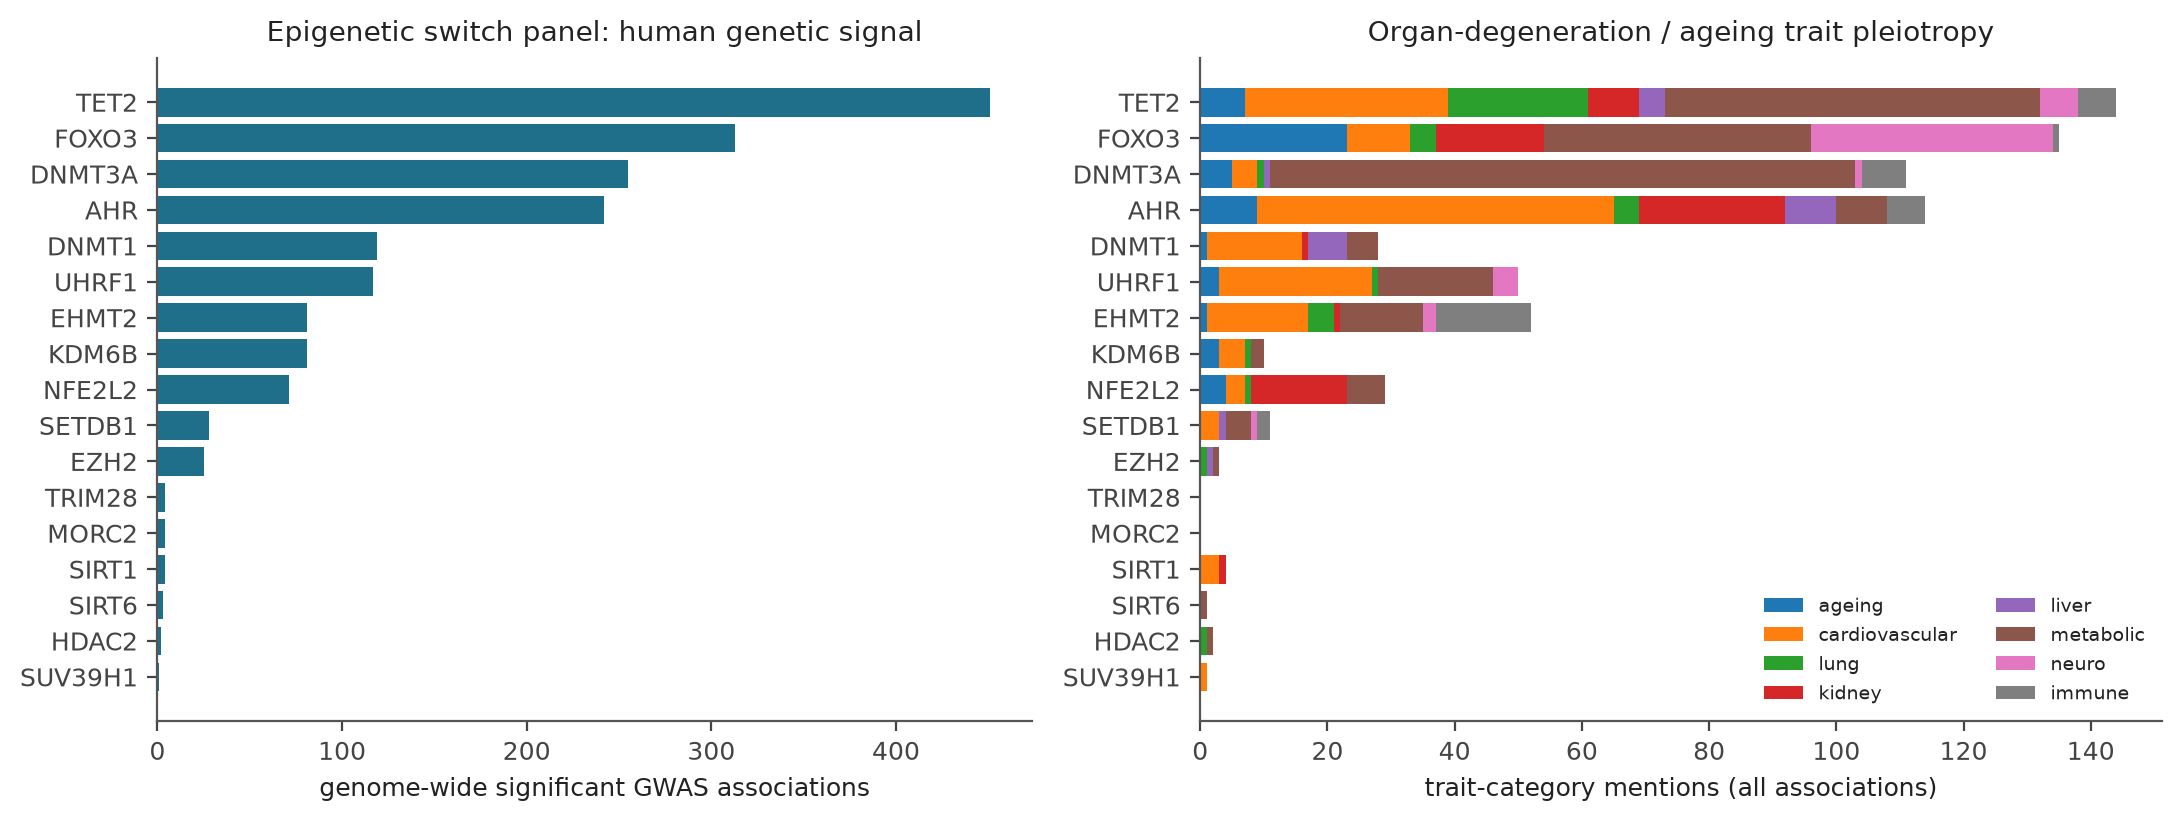 Epigenetic switch panel: human genetic signal
TET2
FOXO3
DNMT3A
AHR
DNMT1
UHRF1
EHMT2
KDM6B
NFE2L2
SETDB1
EZH2
TRIM28
MORC2
SIRT1
SIRT6
HDAC2
SUV39H1
0 100 200 300 400
genome-wide significant GWAS associations
Organ-degeneration / ageing trait pleiotropy
TET2
FOXO3
DNMT3A
AHR
DNMT1
UHRF1
EHMT2
KDM6B
NFE2L2
SETDB1
EZH2
TRIM28
MORC2
SIRT1
SIRT6
HDAC2
SUV39H1
ageing
cardiovascular
lung
kidney
liver
metabolic
neuro
immune
0 20 40 60 80 100 120 140
trait-category mentions (all associations)